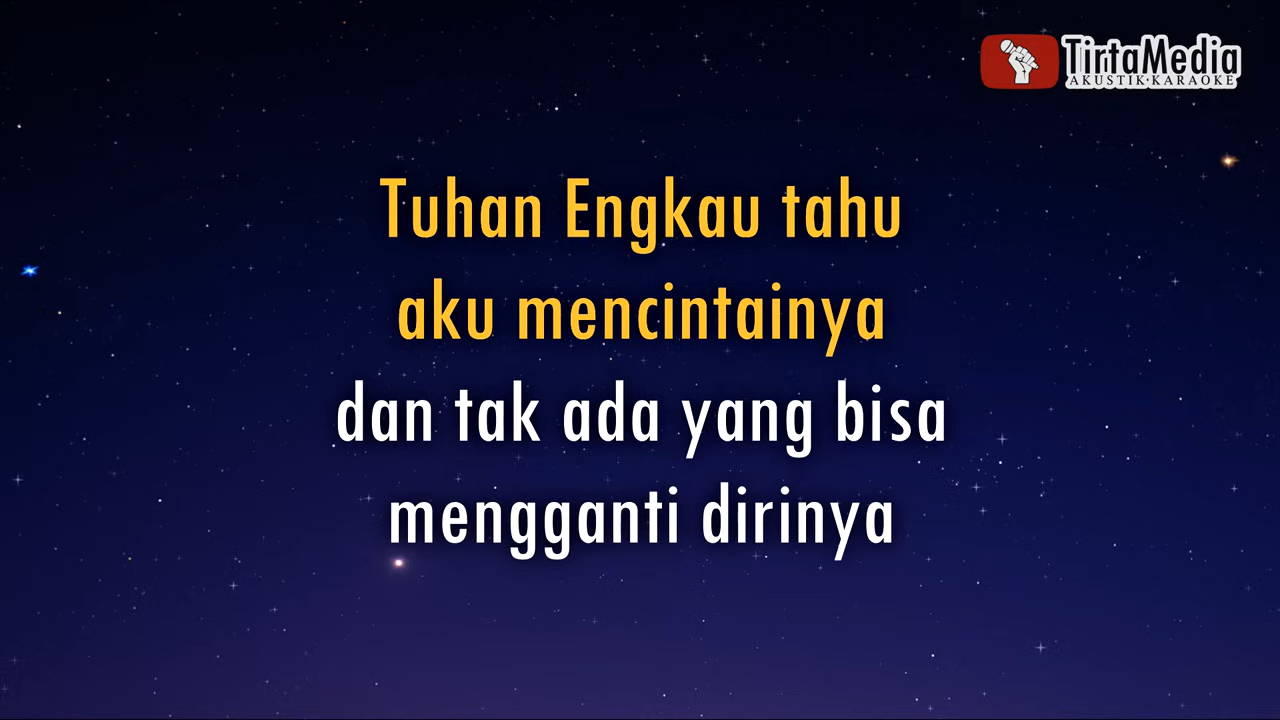 TirtaMedia
AKUSTIK•KARAOKE
Tuhan Engkau tahu
aku mencintainya
dan tak ada yang bisa
mengganti dirinya